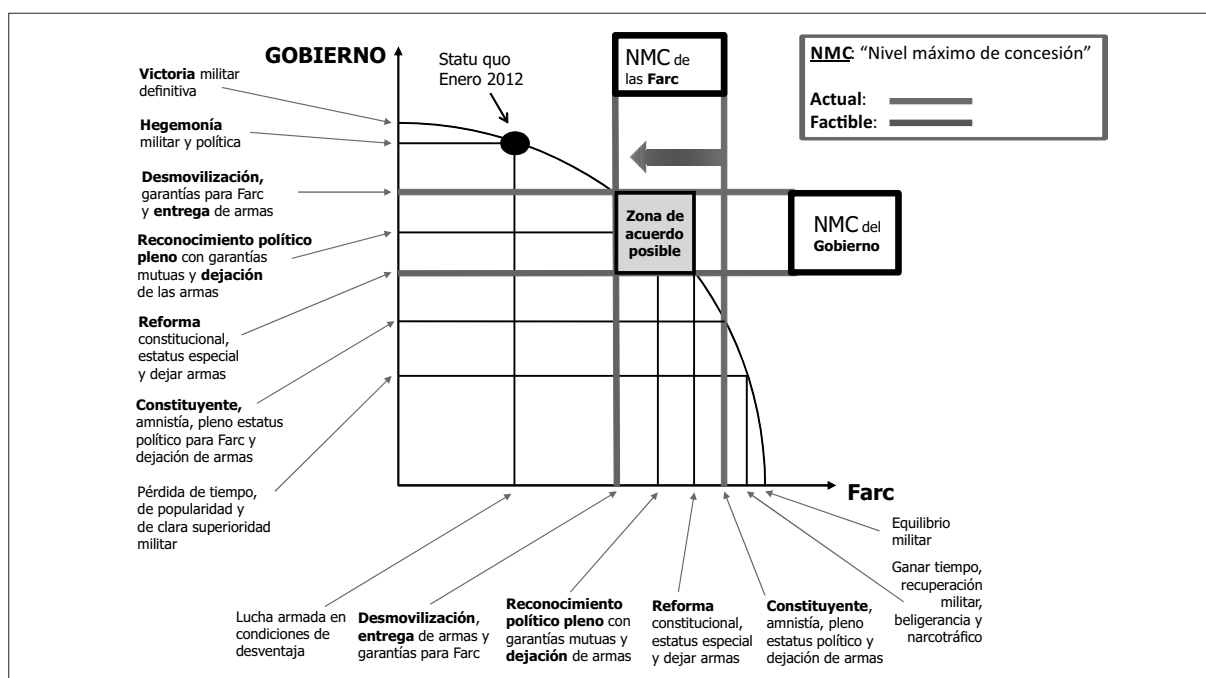 GOBIERNO
Statu quo
Enero 2012
NMC de
las Farc
NMC: “Nivel máximo de concesión”
Actual:
Factible:
Victoria militar
definitiva
Hegemonía
militar y política
Desmovilización,
garantías para Farc
y entrega de armas
Reconocimiento político
pleno con garantías
mutuas y dejación
de las armas
Reforma
constitucional,
estatus especial
y dejar armas
Constituyente,
amnistía, pleno estatus
político para Farc y
dejación de armas
Pérdida de tiempo,
de popularidad y
de clara superioridad
militar
Zona de
acuerdo
posible
NMC del
Gobierno
Farc
Lucha armada en
condiciones de
desventaja
Desmovilización,
entrega de armas y
garantías para Farc
Reconocimiento
político pleno con
garantías mutuas y
dejación de armas
Reforma
constitucional,
estatus especial
y dejar armas
Constituyente,
amnistía, pleno
estatus político y
dejación de armas
Equilibrio
militar
Ganar tiempo,
recuperación
militar,
beligerancia y
narcotráfico